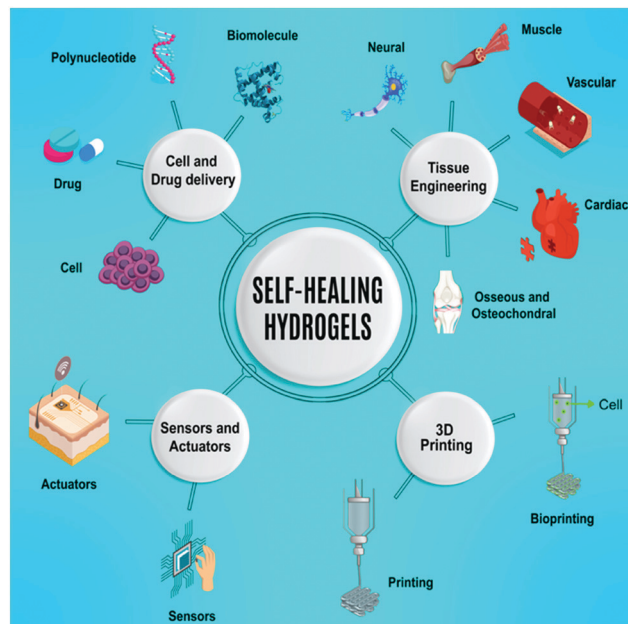 Polynucleotide
Biomolecule
Neural
Muscle
Vascular
Drug
Cell and
Drug delivery
Tissue
Engineering
Cardiac
Cell
SELF-HEALING
HYDROGELS
Osseous and
Osteochondral
Sensors and
Actuators
3D
Printing
Cell
Actuators
Bioprinting
Printing
Sensors